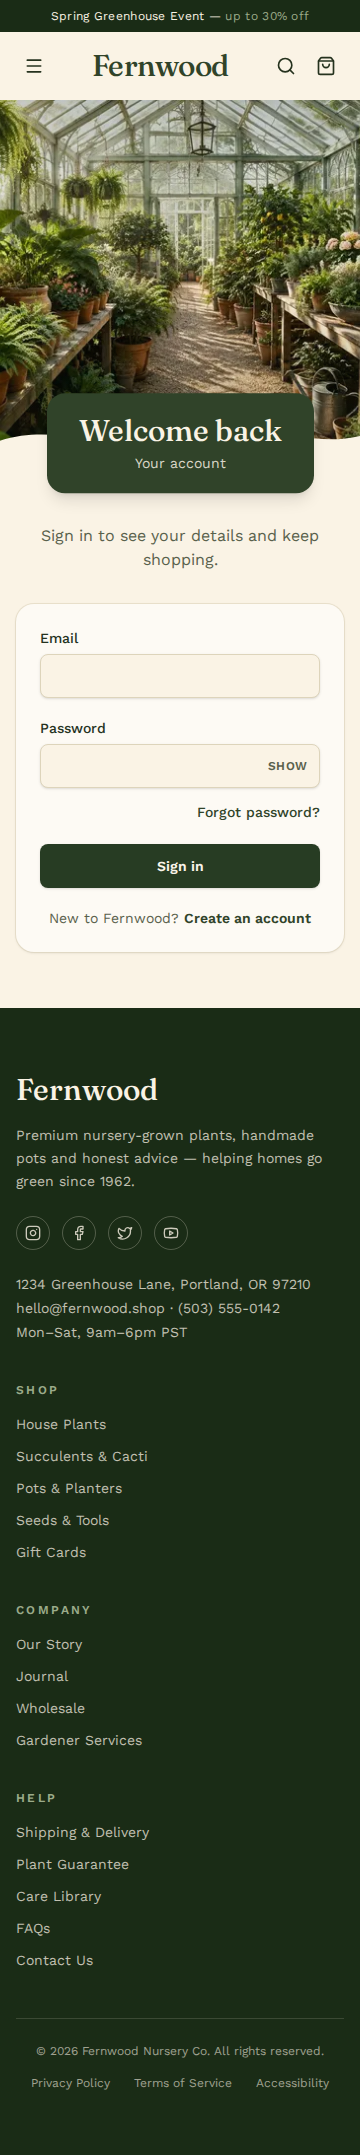 Spring Greenhouse Event — up to 30% off
Fernwood
Welcome back
Your account
Sign in to see your details and keep
shopping.
Email
Password
SHOW
Forgot password?
Sign in
New to Fernwood? Create an account
Fernwood
Premium nursery-grown plants, handmade
pots and honest advice — helping homes go
green since 1962.
1234 Greenhouse Lane, Portland, OR 97210
hello@fernwood.shop · (503) 555-0142
Mon–Sat, 9am–6pm PST
SHOP
House Plants
Succulents & Cacti
Pots & Planters
Seeds & Tools
Gift Cards
COMPANY
Our Story
Journal
Wholesale
Gardener Services
HELP
Shipping & Delivery
Plant Guarantee
Care Library
FAQs
Contact Us
© 2026 Fernwood Nursery Co. All rights reserved.
Privacy Policy Terms of Service Accessibility